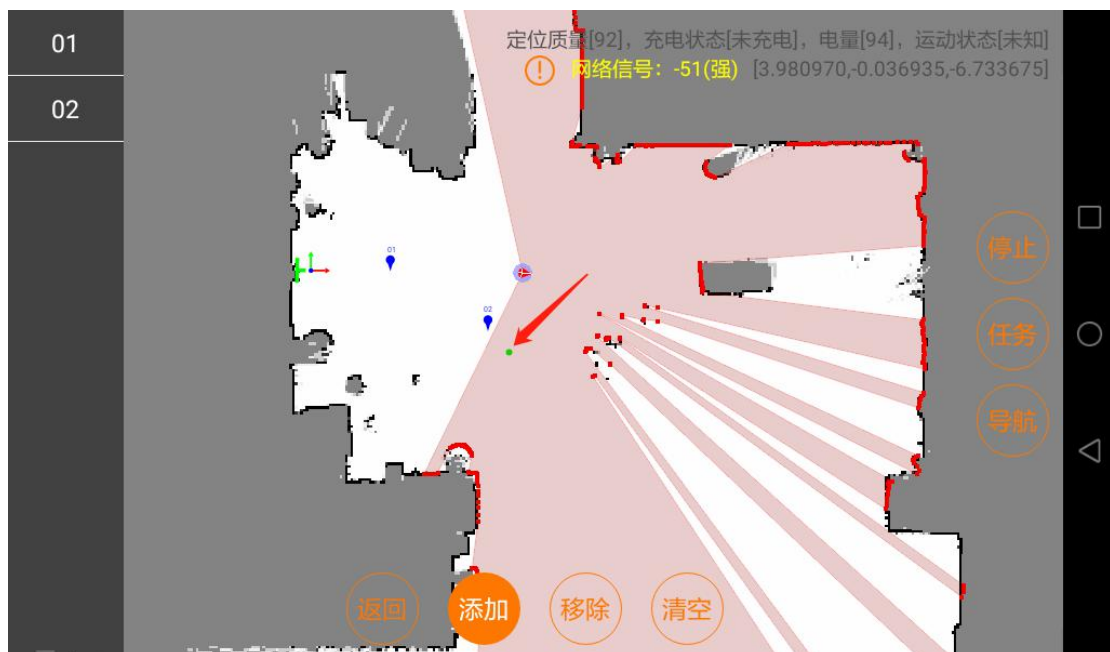 01
02
定位质量[92]，充电状态[未充电]，电量[94]，运动状态[未知]
网络信号：-51(强) [3.980970,-0.036935,-6.733675]
01
02
停止
任务
导航
返回
添加
移除
清空